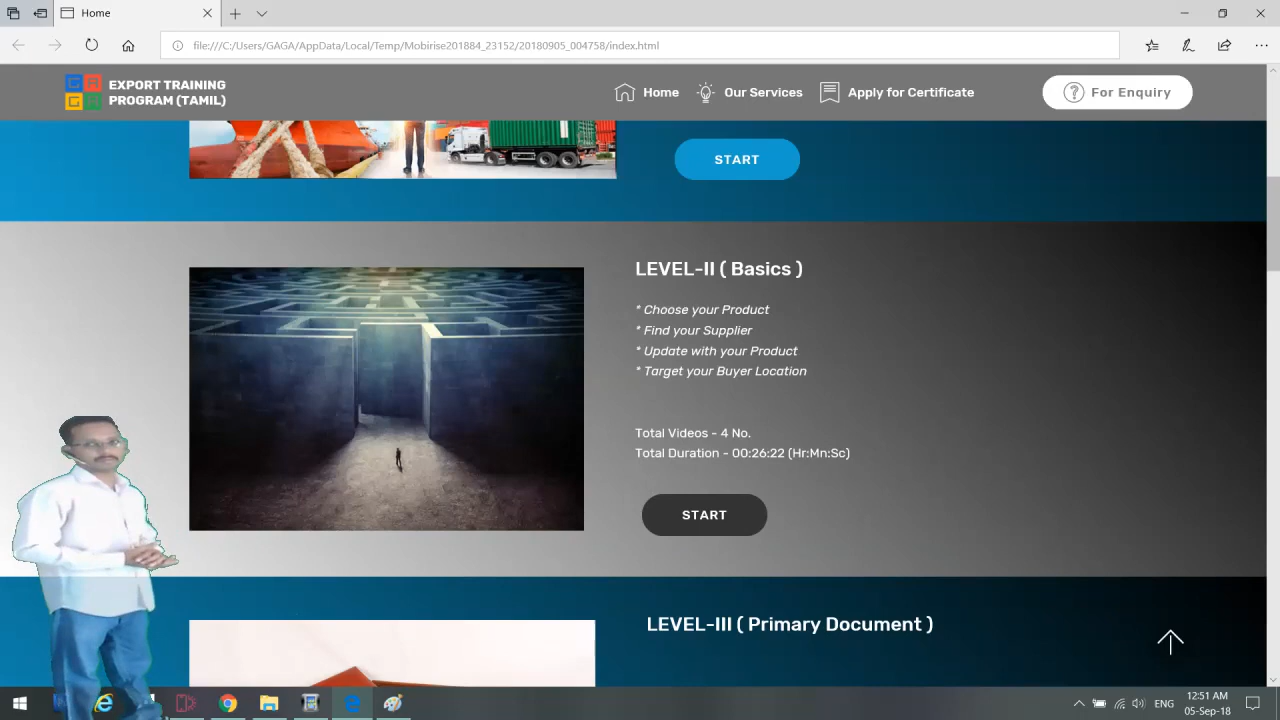 Home
file:///C:/Users/GAGA/AppData/Local/Temp/Mobirise201884_23152/20180905_004758/index.html
GA
GA
EXPORT TRAINING
PROGRAM (TAMIL)
Home
Our Services
Apply for Certificate
For Enquiry
START
LEVEL-II ( Basics )
* Choose your Product
* Find your Supplier
* Update with your Product
* Target your Buyer Location
Total Videos - 4 No.
Total Duration - 00:26:22 (Hr:Mn:Sc)
START
LEVEL-III ( Primary Document )
ENG
12:51 AM
05-Sep-18